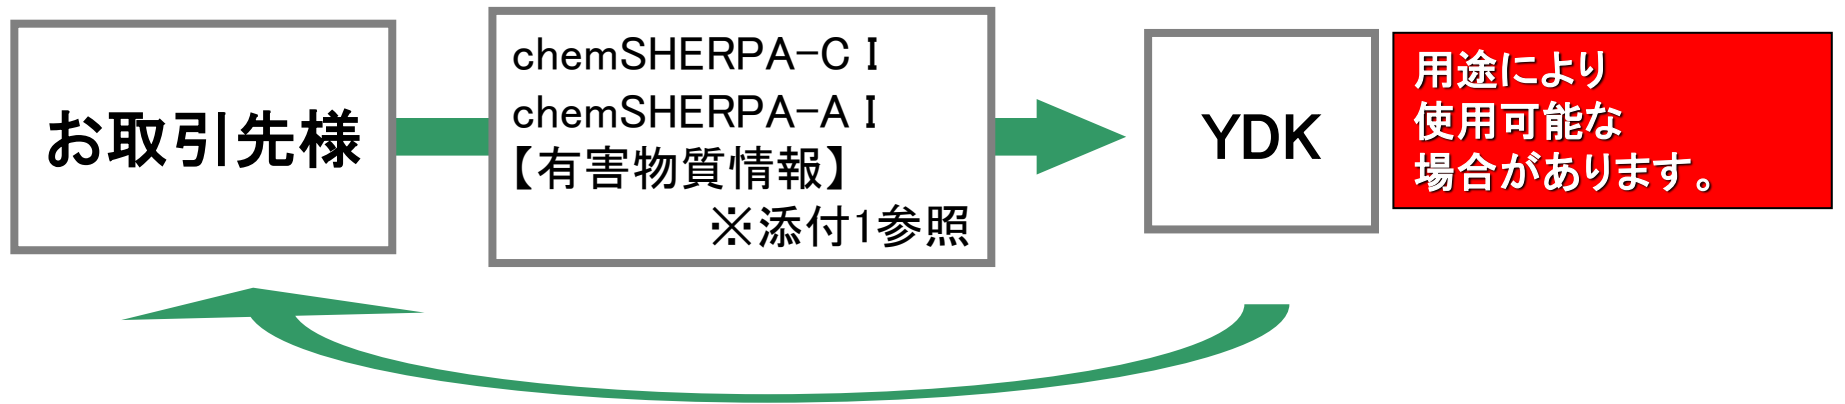 お取引先様
chemSHERPA-CI
chemSHERPA-AI
【有害物質情報】
※添付1参照
YDK
用途により
使用可能な
場合があります。